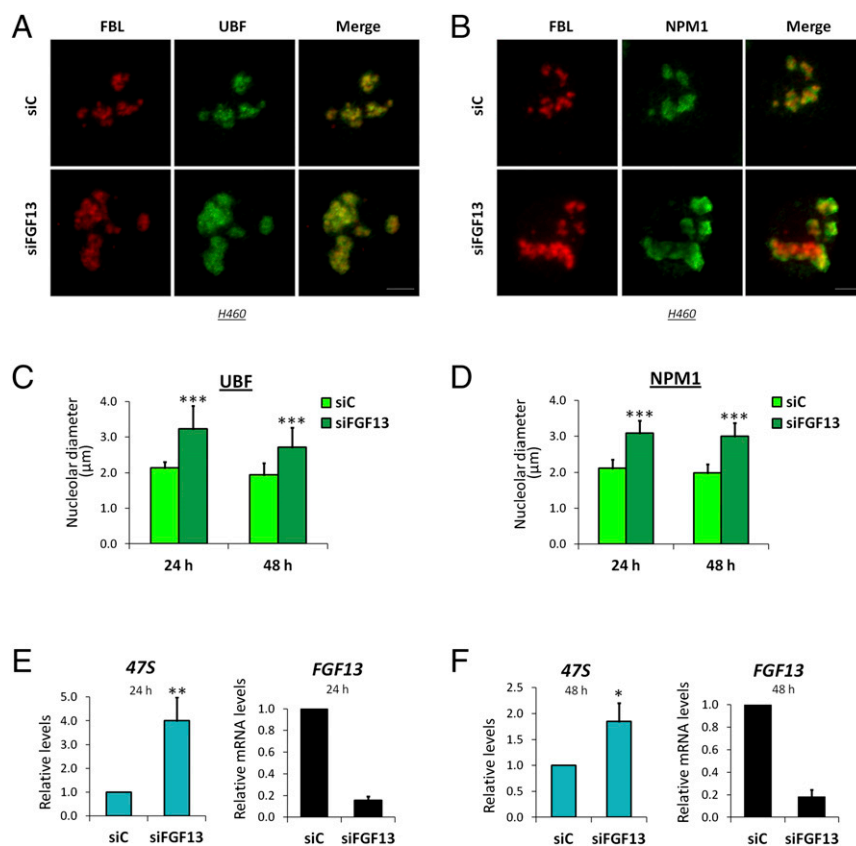 A
FBL UBF Merge
siC
siFGF13
H460
B
FBL NPM1 Merge
siC
siFGF13
H460
C
UBF
Nucleolar diameter
(μm)
4.0
3.0
2.0
1.0
0.0
*** ***
siC
siFGF13
24 h 48 h
D
NPM1
Nucleolar diameter
(μm)
4.0
3.0
2.0
1.0
0.0
*** ***
siC
siFGF13
24 h 48 h
E
47S
24 h
**
Relative levels
5.0
4.0
3.0
2.0
1.0
0.0
siC siFGF13
FGF13
24 h
Relative mRNA levels
1
0.8
0.6
0.4
0.2
0
siC siFGF13
F
47S
48 h
*
Relative levels
2.5
2.0
1.5
1.0
0.5
0.0
siC siFGF13
FGF13
48 h
Relative mRNA levels
1
0.8
0.6
0.4
0.2
0
siC siFGF13